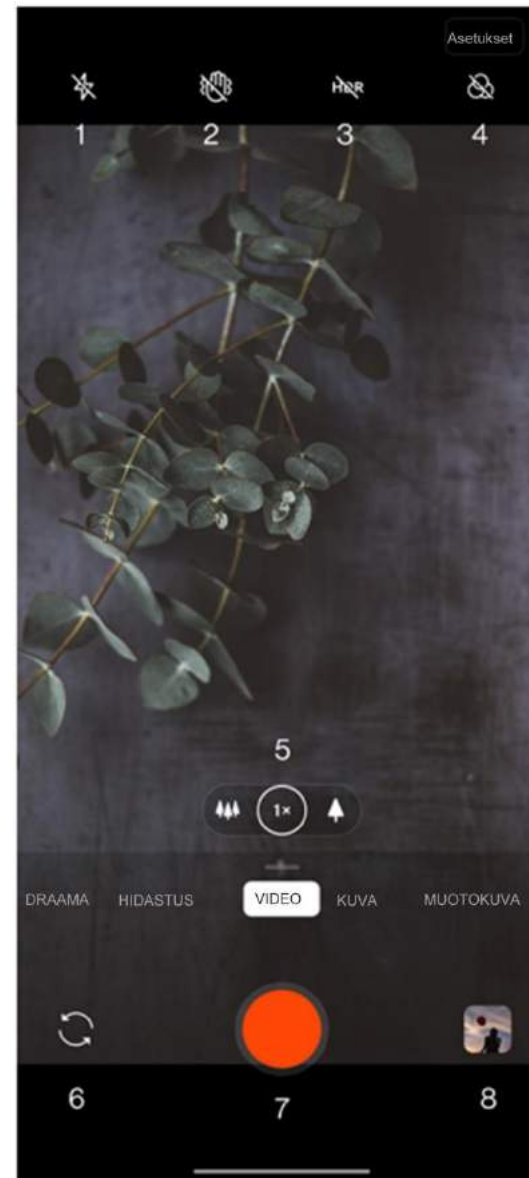 Asetukset
HDR
1 2 3 4
5
1×
DRAAMA HIDASTUS VIDEO KUVA MUOTOKUVA
6 7 8